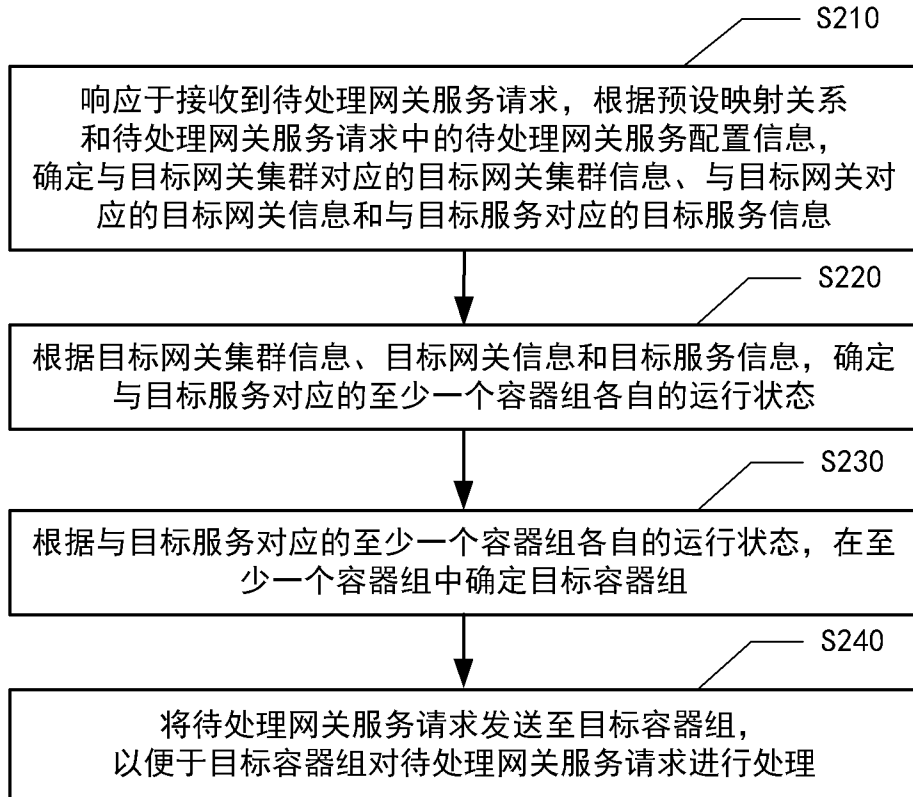 S210
响应于接收到待处理网关服务请求，根据预设映射关系
和待处理网关服务请求中的待处理网关服务配置信息，
确定与目标网关集群对应的目标网关集群信息、与目标网关对
应的目标网关信息和与目标服务对应的目标服务信息
S220
根据目标网关集群信息、目标网关信息和目标服务信息，确定
与目标服务对应的至少一个容器组各自的运行状态
S230
根据与目标服务对应的至少一个容器组各自的运行状态，在至
少一个容器组中确定目标容器组
S240
将待处理网关服务请求发送至目标容器组，
以便于目标容器组对待处理网关服务请求进行处理